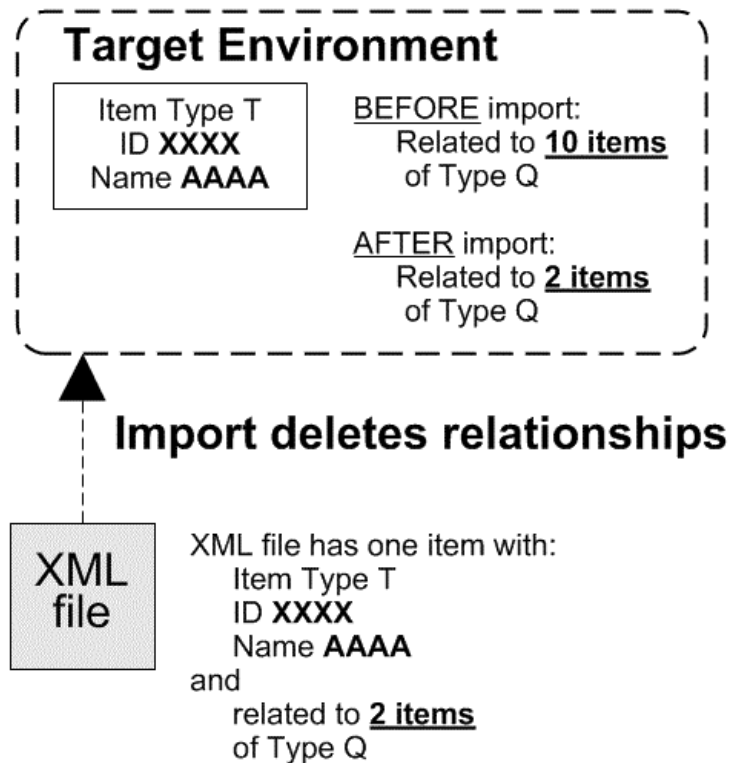 Target Environment
Item Type T
ID XXXX
Name AAAA
BEFORE import:
Related to 10 items
of Type Q
AFTER import:
Related to 2 items
of Type Q
Import deletes relationships
XML
file
XML file has one item with:
Item Type T
ID XXXX
Name AAAA
and
related to 2 items
of Type Q